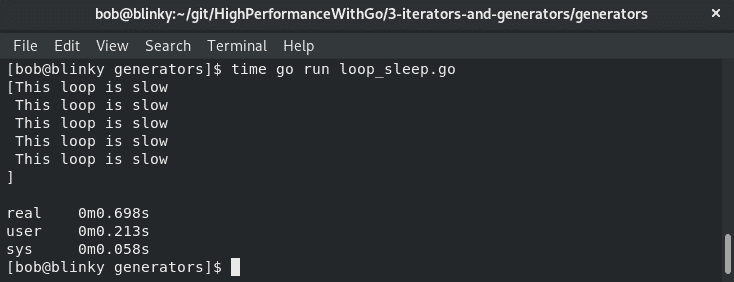 bob@blinky:~/git/HighPerformanceWithGo/3-iterators-and-generators/generators ×
File Edit View Search Terminal Help
[bob@blinky generators]$ time go run loop_sleep.go
[This loop is slow
 This loop is slow
 This loop is slow
 This loop is slow
 This loop is slow
]
real    0m0.698s
user    0m0.213s
sys     0m0.058s
[bob@blinky generators]$